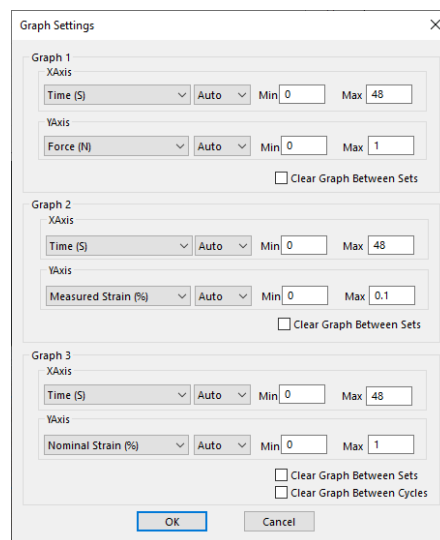 Graph Settings
Graph 1
XAxis
Time (S) Auto Min 0 Max 48
YAxis
Force (N) Auto Min 0 Max 1
Clear Graph Between Sets
Graph 2
XAxis
Time (S) Auto Min 0 Max 48
YAxis
Measured Strain (%) Auto Min 0 Max 0.1
Clear Graph Between Sets
Graph 3
XAxis
Time (S) Auto Min 0 Max 48
YAxis
Nominal Strain (%) Auto Min 0 Max 1
Clear Graph Between Sets
Clear Graph Between Cycles
OK Cancel